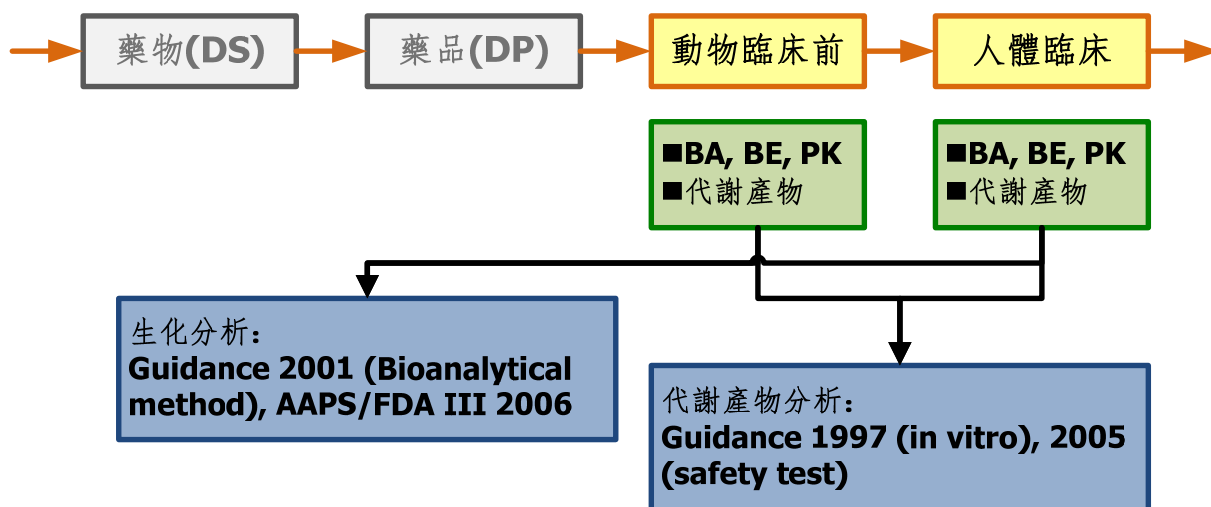 藥物(DS)
藥品(DP)
動物臨床前
人體臨床
■BA, BE, PK
■代謝產物
■BA, BE, PK
■代謝產物
生化分析：
Guidance 2001 (Bioanalytical
method), AAPS/FDA III 2006
代謝產物分析：
Guidance 1997 (in vitro), 2005
(safety test)